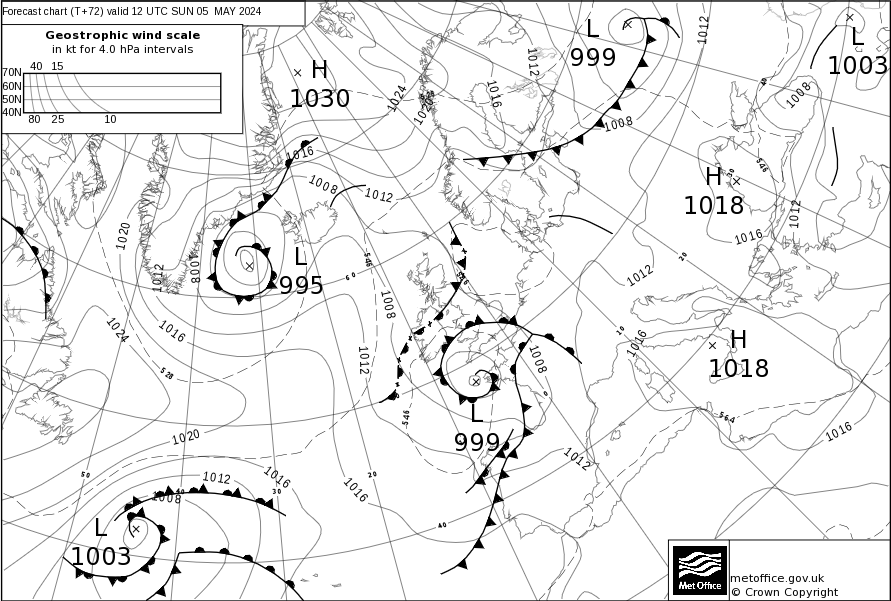 Forecast chart (T+72) valid 12 UTC SUN 05 MAY 2024
Geostrophic wind scale
in kt for 4.0 hPa intervals
40 15
70N
60N
50N
40N
80 25 10
H
1030
L
999
L
1003
H
1018
L
995
H
1018
L
999
L
1003
1012
1012
1024
1020
1016
1008
1008
1016
1008
1012
546
30
1012
1020
1012
1008
1016
1012
20
546
60
546
1008
1024
1016
528
1012
1008
10
1016
0
564
546
1016
1020
1012
50
1012
1016
1008
40
30
20
1016
40
Met Office
metoffice.gov.uk
© Crown Copyright